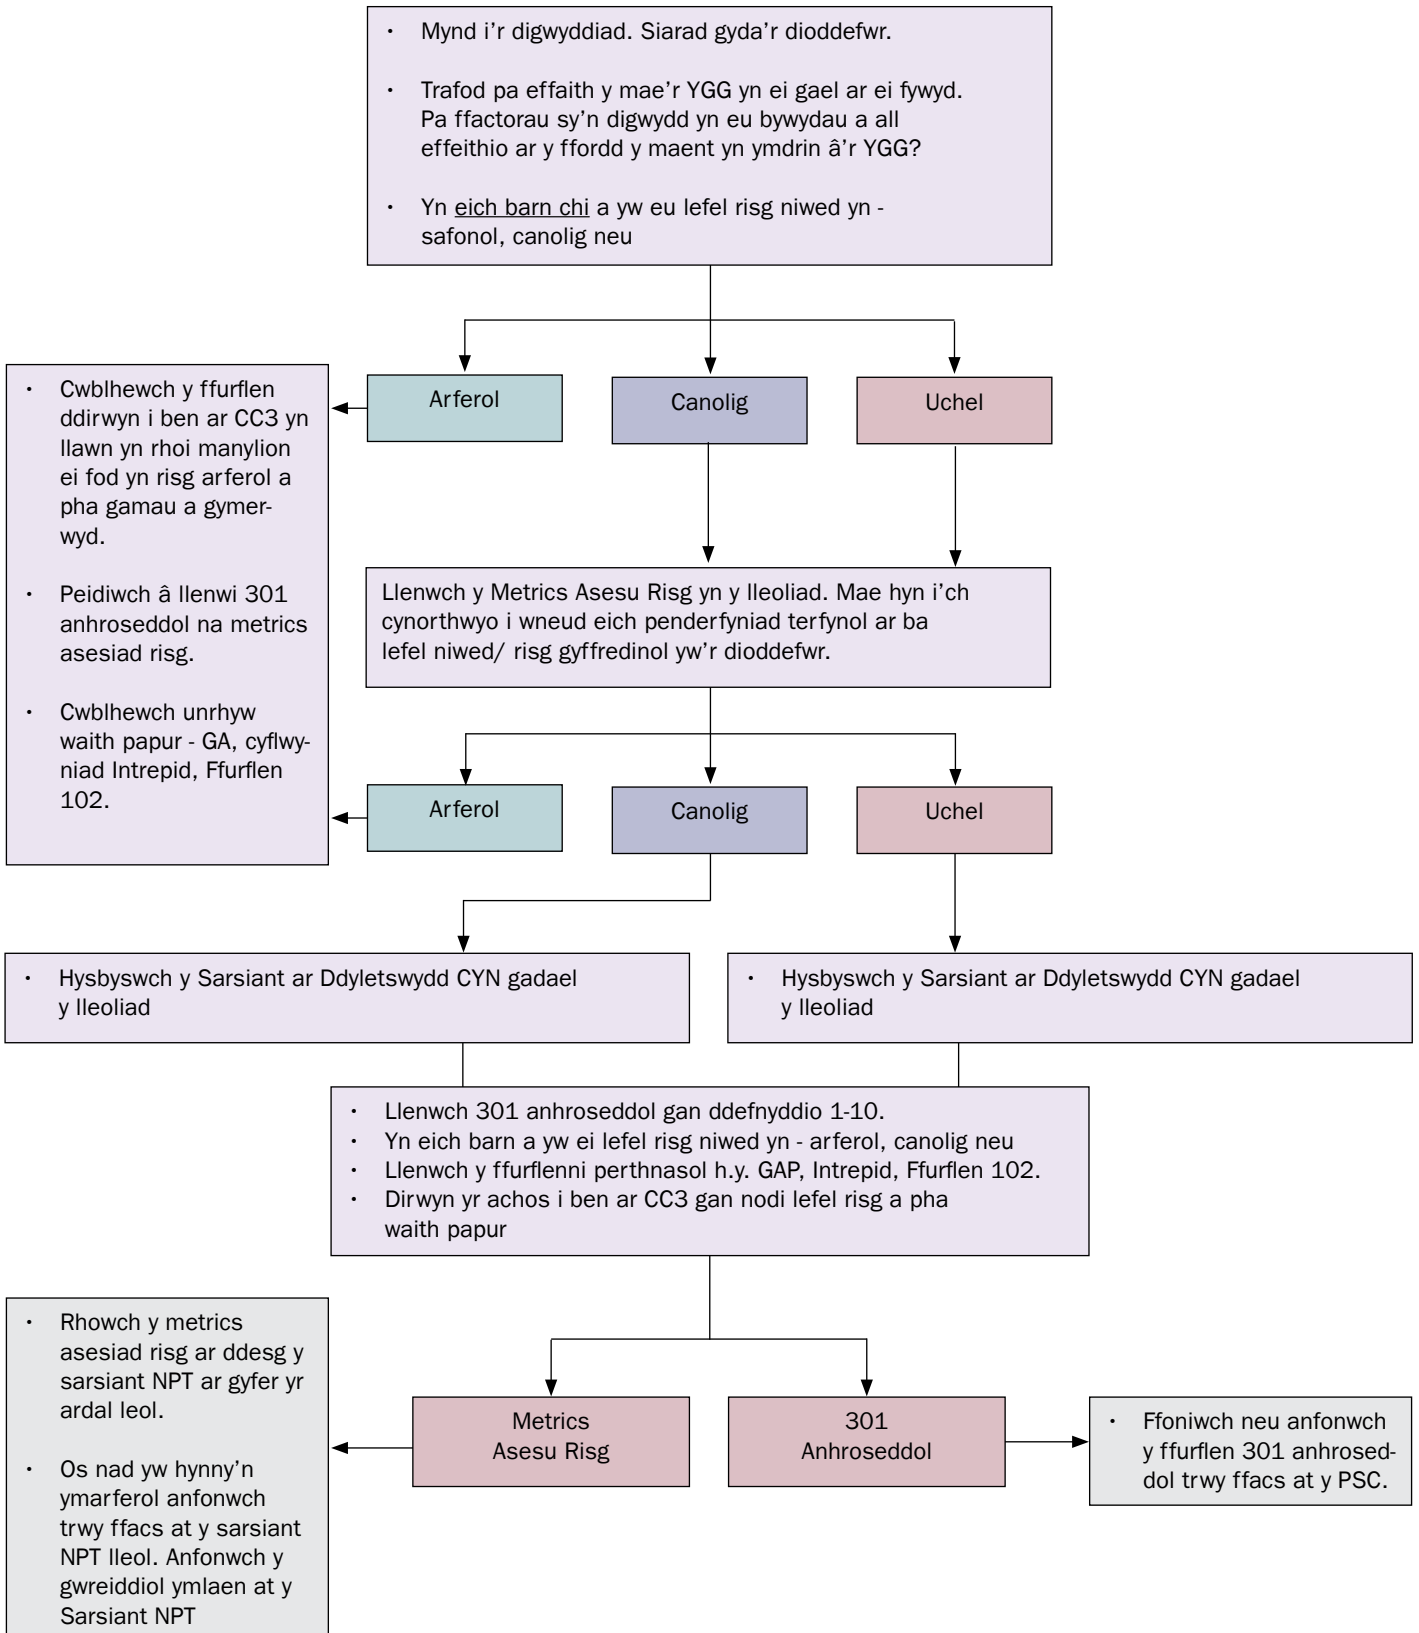 • Mynd i'r digwyddiad. Siarad gyda'r dioddefwr.
• Trafod pa effaith y mae'r YGG yn ei gael ar ei fywyd.
Pa ffactorau sy'n digwydd yn eu bywydau a all
effeithio ar y ffordd y maent yn ymdrin â'r YGG?
• Yn eich barn chi a yw eu lefel risg niwed yn -
safonol, canolig neu
Arferol
Canolig
Uchel
• Cwblhewch y ffurflen
ddirwyn i ben ar CC3 yn
llawn yn rhoi manylion
ei fod yn risg arferol a
pha gamau a gymer-
wyd.
• Peidiwch â llenwi 301
anhroseddol na metrics
asesiad risg.
• Cwblhewch unrhyw
waith papur - GA, cyflwy-
niad Intrepid, Ffurflen
102.
Llenwch y Metrics Asesu Risg yn y lleoliad. Mae hyn i'ch
cynorthwyo i wneud eich penderfyniad terfynol ar ba
lefel niwed/ risg gyffredinol yw'r dioddefwr.
Arferol
Canolig
Uchel
• Hysbyswch y Sarsiant ar Ddyletswydd CYN gadael
y lleoliad
• Hysbyswch y Sarsiant ar Ddyletswydd CYN gadael
y lleoliad
• Llenwch 301 anhroseddol gan ddefnyddio 1-10.
• Yn eich barn a yw ei lefel risg niwed yn - arferol, canolig neu
• Llenwch y ffurflenni perthnasol h.y. GAP, Intrepid, Ffurflen 102.
• Dirwyn yr achos i ben ar CC3 gan nodi lefel risg a pha
waith papur
• Rhowch y metrics
asesiad risg ar ddesg y
sarsiant NPT ar gyfer yr
ardal leol.
• Os nad yw hynny'n
ymarferol anfonwch
trwy ffacs at y sarsiant
NPT lleol. Anfonwch y
gwreiddiol ymlaen at y
Sarsiant NPT
Metrics
Asesu Risg
301
Anhroseddol
• Ffoniwch neu anfonwch
y ffurflen 301 anhrosed-
dol trwy ffacs at y PSC.